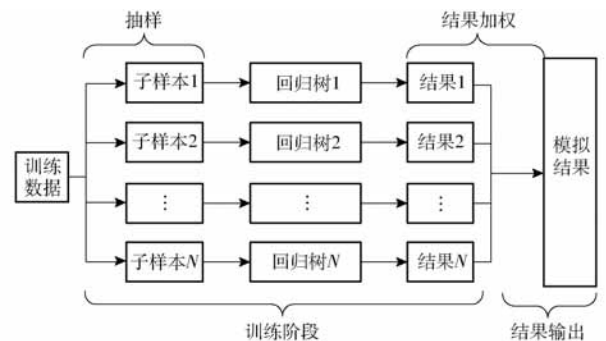 抽样
结果加权
子样本1
回归树1
结果1
子样本2
回归树2
结果2
训练
数据
⋮
⋮
⋮
模拟
结果
子样本N
回归树N
结果N
训练阶段
结果输出